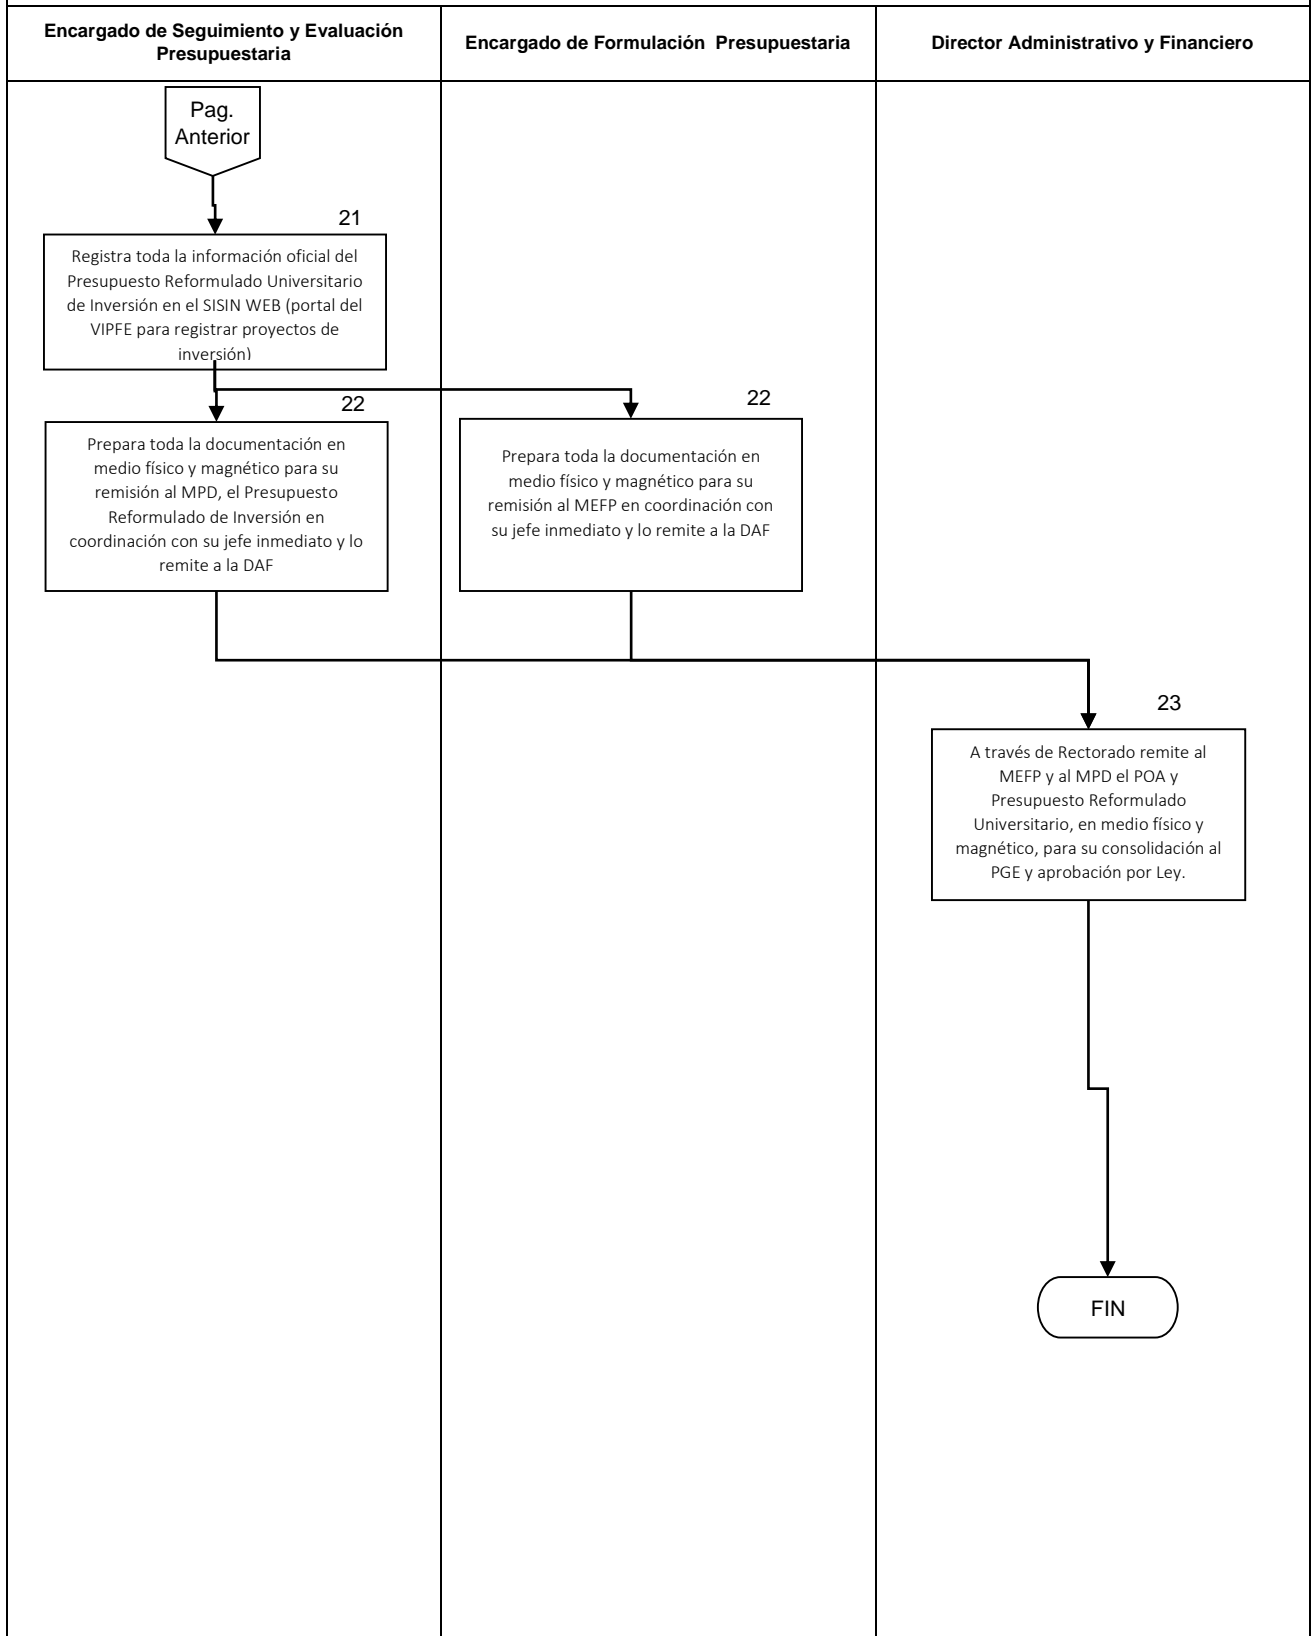 Encargado de Seguimiento y Evaluación
Presupuestaria
Encargado de Formulación  Presupuestaria
Director Administrativo y Financiero
Pag.
Anterior
21
Registra toda la información oficial del
Presupuesto Reformulado Universitario
de Inversión en el SISIN WEB (portal del
VIPFE para registrar proyectos de
inversión)
22
Prepara toda la documentación en
medio físico y magnético para su
remisión al MPD, el Presupuesto
Reformulado de Inversión en
coordinación con su jefe inmediato y lo
remite a la DAF
22
Prepara toda la documentación en
medio físico y magnético para su
remisión al MEFP en coordinación con
su jefe inmediato y lo remite a la DAF
23
A través de Rectorado remite al
MEFP y al MPD el POA y
Presupuesto Reformulado
Universitario, en medio físico y
magnético, para su consolidación al
PGE y aprobación por Ley.
FIN